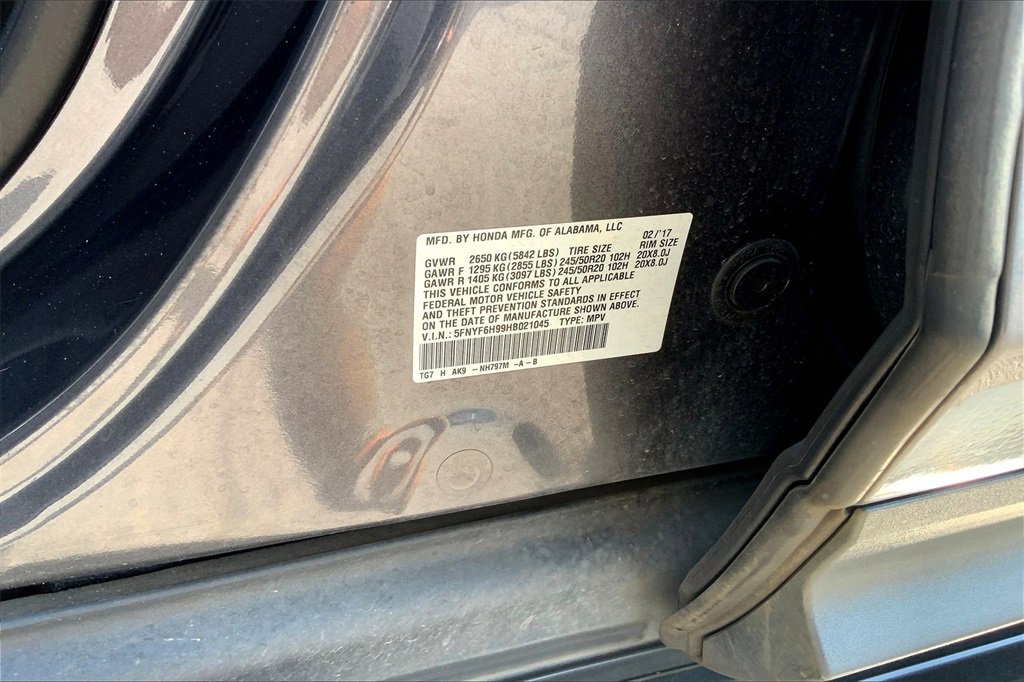 MFD. BY HONDA MFG. OF ALABAMA, LLC 02/'17
GVWR 2650 KG(5842 LBS) TIRE SIZE RIM SIZE
GAWR F 1295 KG(2855 LBS) 245/50R20 102H 20X8.0J
GAWR R 1405 KG(3097 LBS) 245/50R20 102H 20X8.0J
THIS VEHICLE CONFORMS TO ALL APPLICABLE
FEDERAL MOTOR VEHICLE SAFETY
AND THEFT PREVENTION STANDARDS IN EFFECT
ON THE DATE OF MANUFACTURE SHOWN ABOVE.
V.I.N.: 5FNYF6H99HB021045 TYPE: MPV
TG7 H AK9 -NH797M -A-B